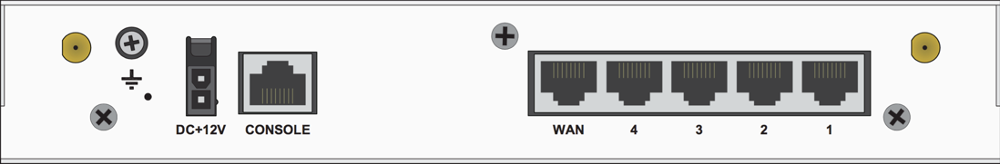 DC+12V CONSOLE WAN 4 3 2 1